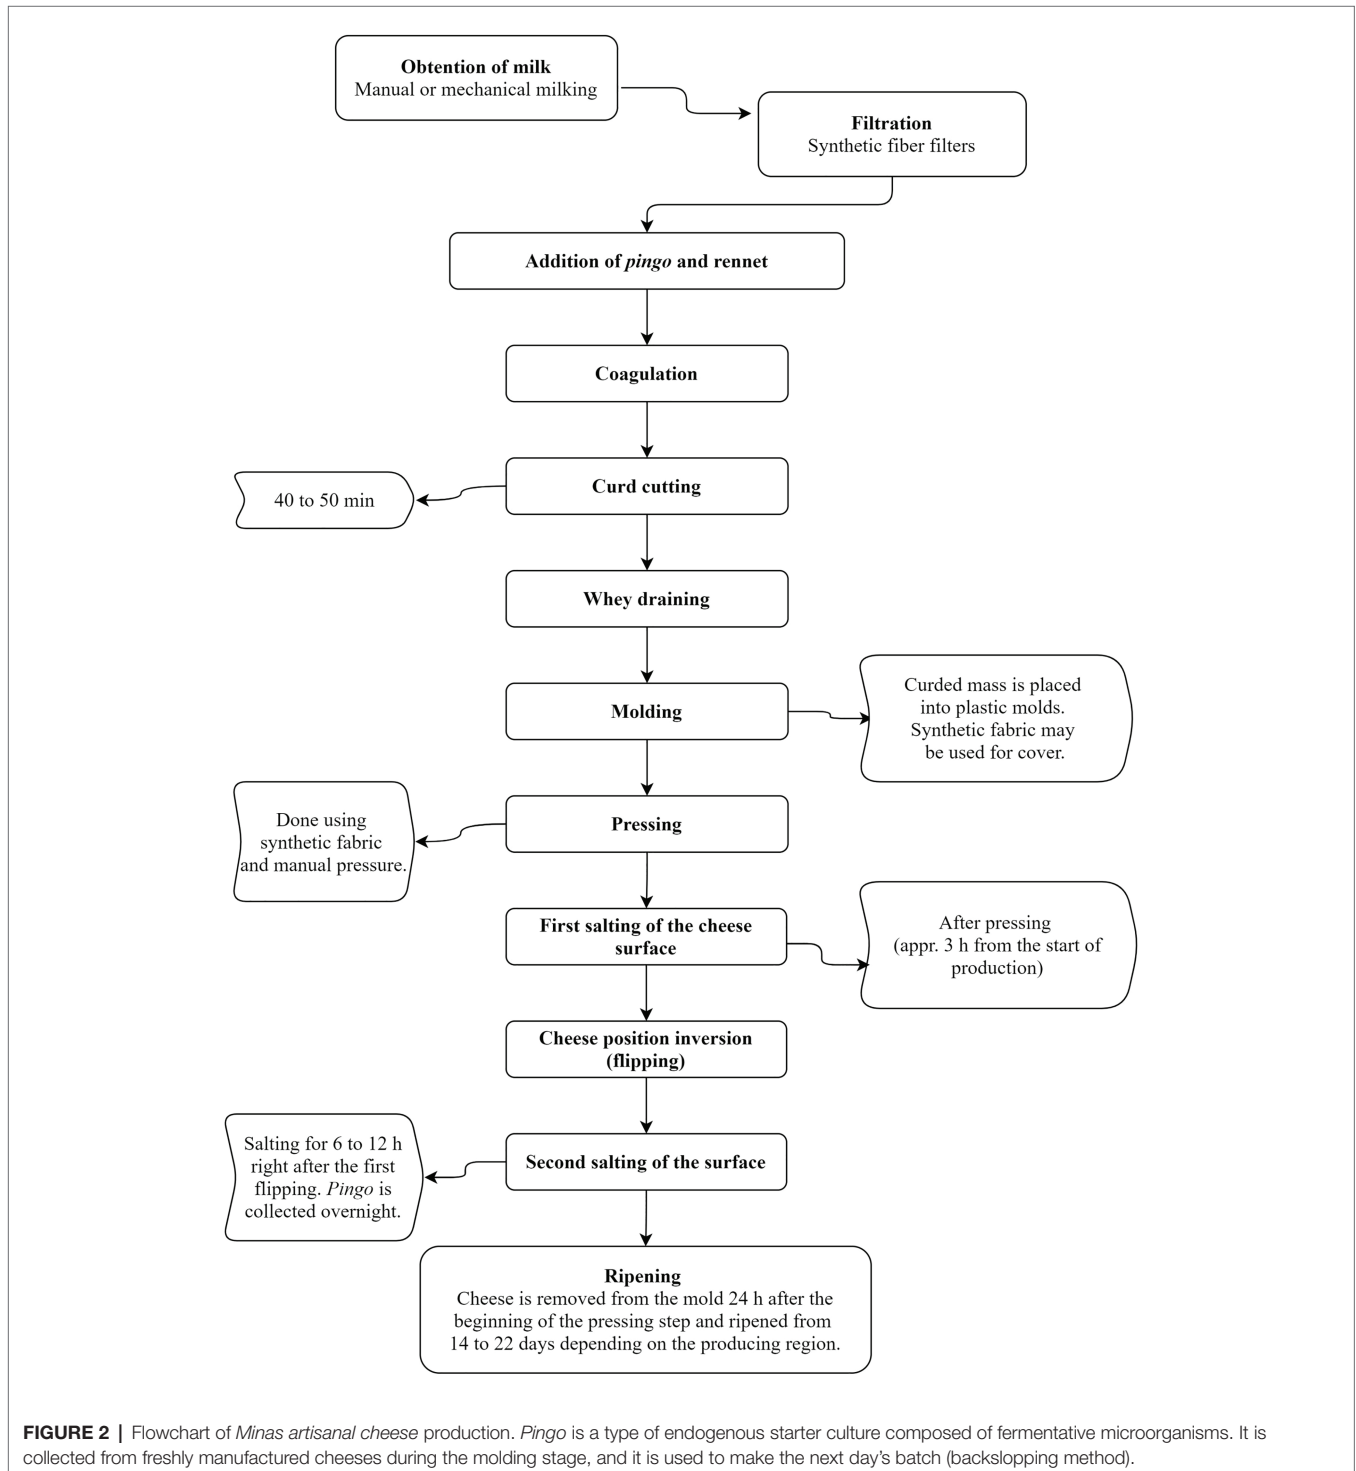 Obtention of milk
Manual or mechanical milking
Filtration
Synthetic fiber filters
Addition of pingo and rennet
Coagulation
Curd cutting
40 to 50 min
Whey draining
Molding
Curded mass is placed
into plastic molds.
Synthetic fabric may
be used for cover.
Pressing
Done using
synthetic fabric
and manual pressure.
First salting of the cheese
surface
After pressing
(appr. 3 h from the start of
production)
Cheese position inversion
(flipping)
Second salting of the surface
Salting for 6 to 12 h
right after the first
flipping. Pingo is
collected overnight.
Ripening
Cheese is removed from the mold 24 h after the
beginning of the pressing step and ripened from
14 to 22 days depending on the producing region.
FIGURE 2 | Flowchart of Minas artisanal cheese production. Pingo is a type of endogenous starter culture composed of fermentative microorganisms. It is
collected from freshly manufactured cheeses during the molding stage, and it is used to make the next day's batch (backslopping method).